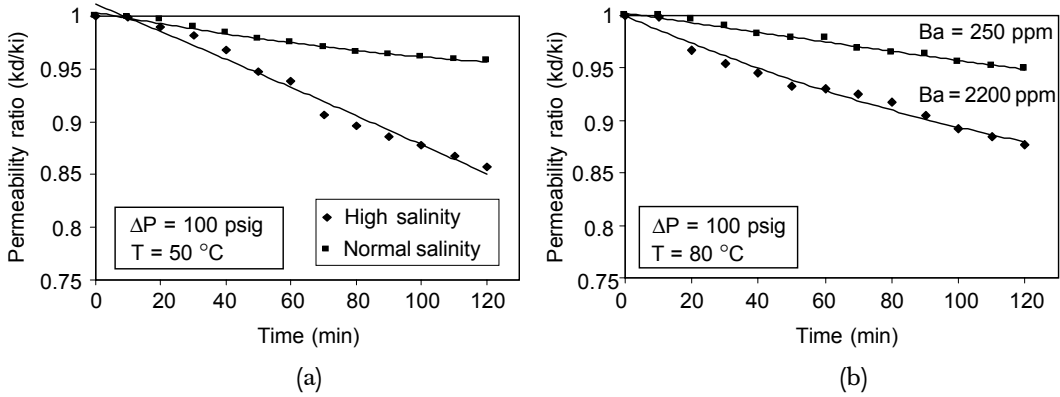 Permeability ratio (kd/ki)
1
0.95
0.9
0.85
0.8
0.75
ΔP = 100 psig
T = 50 °C
High salinity
Normal salinity
0 20 40 60 80 100 120
Time (min)
(a)
Permeability ratio (kd/ki)
1
0.95
0.9
0.85
0.8
0.75
Ba = 250 ppm
Ba = 2200 ppm
ΔP = 100 psig
T = 80 °C
0 20 40 60 80 100 120
Time (min)
(b)